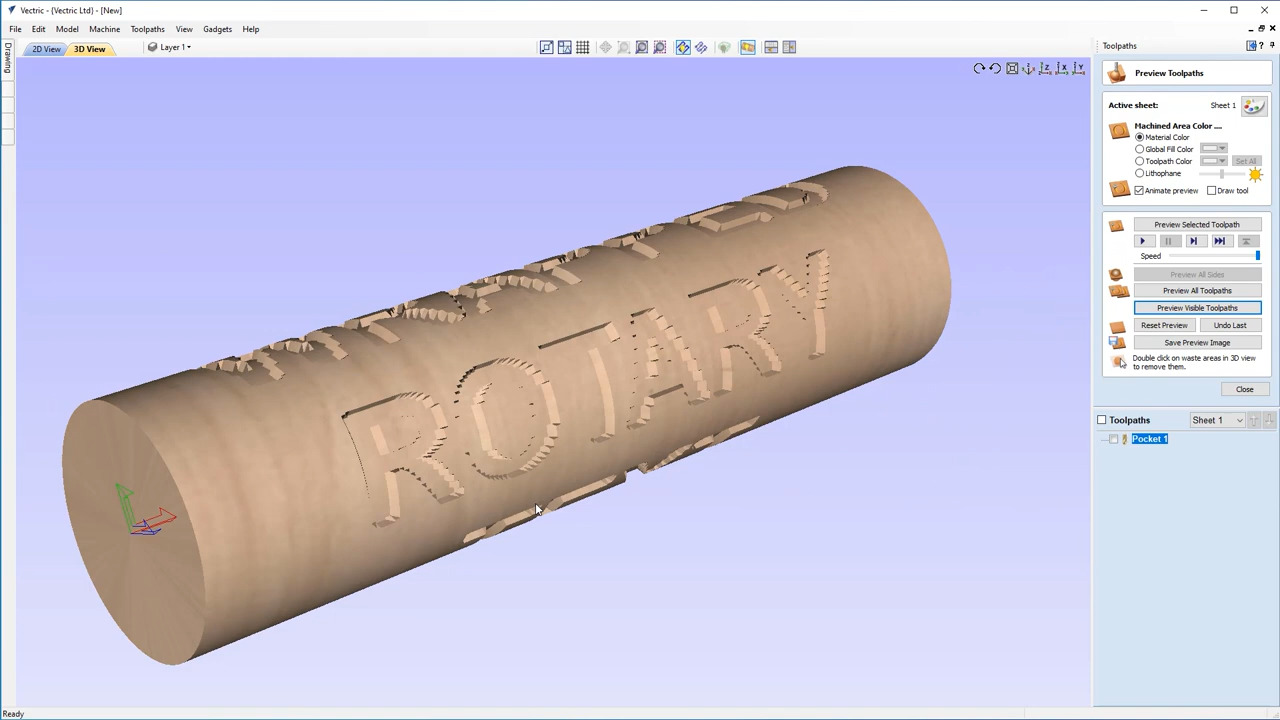 Vectric - {Vectric Ltd} - [New]
File Edit Model Machine Toolpaths View Gadgets Help
2D View 3D View Layer 1
Drawing
Toolpaths
Preview Toolpaths
Active sheet: Sheet 1
Machined Area Color ....
Material Color
Global Fill Color
Toolpath Color Set All
Lithophane
Animate preview Draw tool
Preview Selected Toolpath
Speed
Preview All Sides
Preview All Toolpaths
Preview Visible Toolpaths
Reset Preview Undo Last
Save Preview Image
Double click on waste areas in 3D view
to remove them.
Close
Toolpaths Sheet 1
Pocket 1
ROTARY
Ready